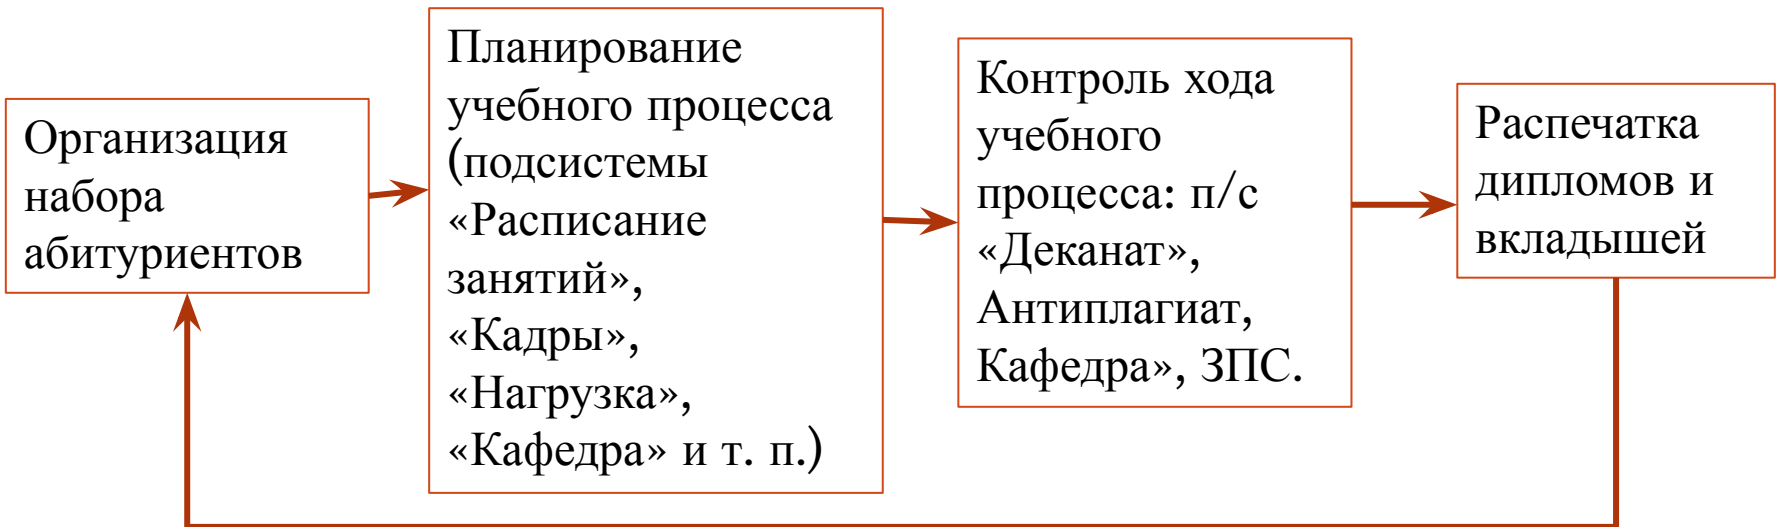 Организация
набора
абитуриентов
Планирование
учебного процесса
(подсистемы
«Расписание
занятий»,
«Кадры»,
«Нагрузка»,
«Кафедра» и т. п.)
Контроль хода
учебного
процесса: п/с
«Деканат»,
Антиплагиат,
Кафедра», ЗПС.
Распечатка
дипломов и
вкладышей